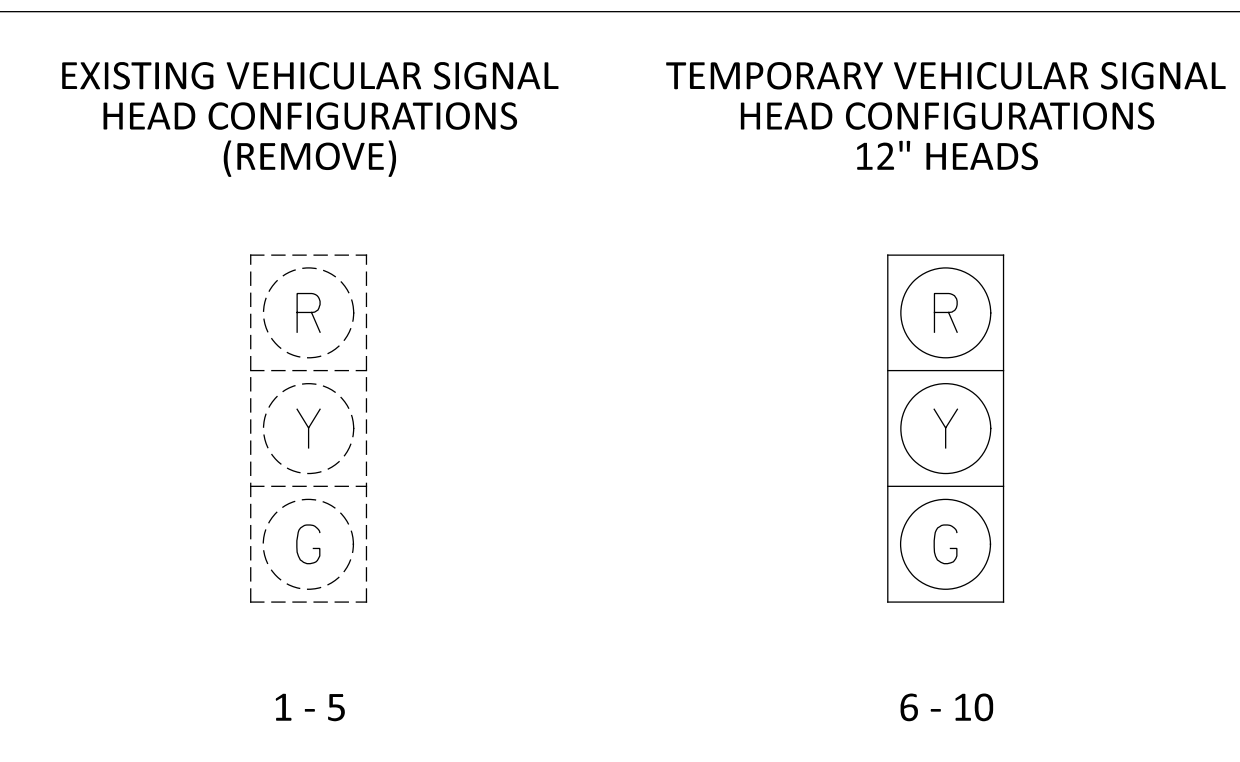 EXISTING VEHICULAR SIGNAL
HEAD CONFIGURATIONS
(REMOVE)
R
Y
G
1 - 5
TEMPORARY VEHICULAR SIGNAL
HEAD CONFIGURATIONS
12" HEADS
R
Y
G
6 - 10